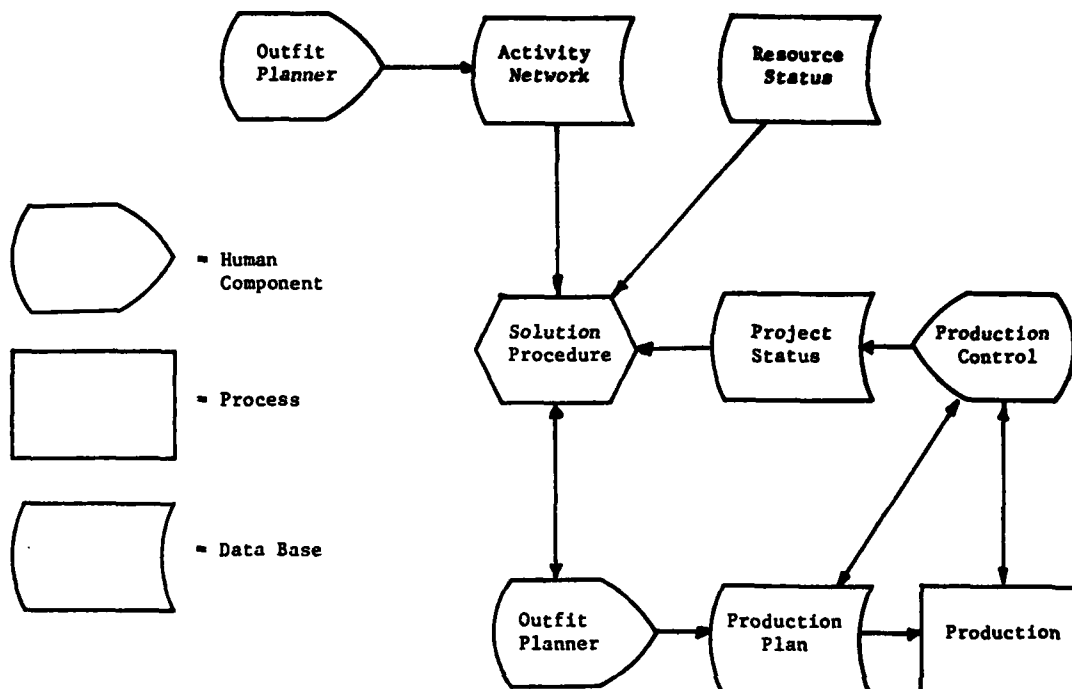 Outfit
Planner
Activity
Network
Resource
Status
= Human
Component
Solution
Procedure
Project
Status
Production
Control
= Process
= Data Base
Outfit
Planner
Production
Plan
Production